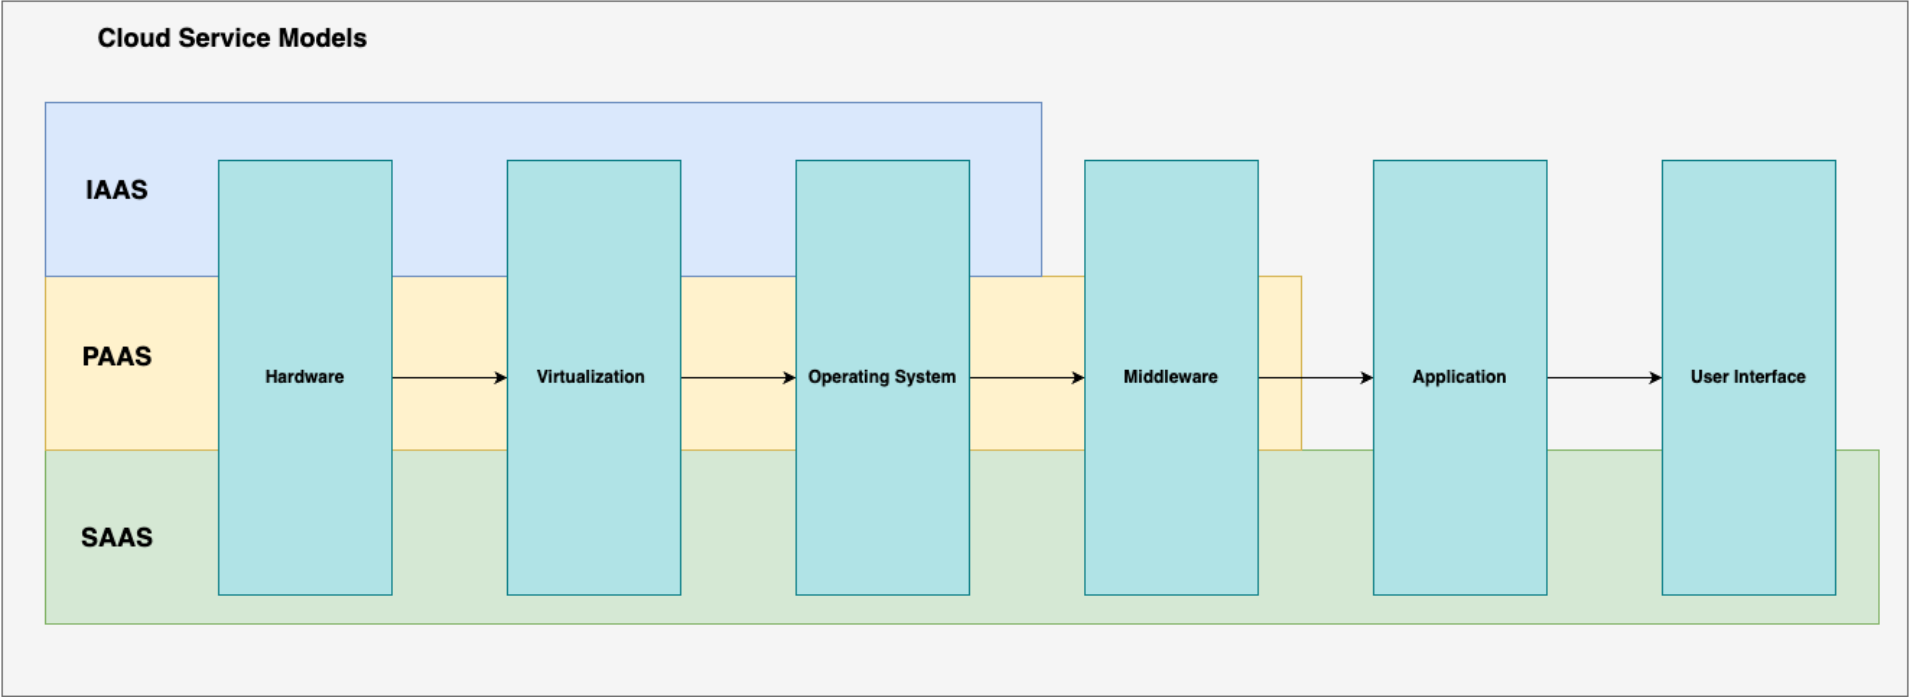 Cloud Service Models
IAAS
PAAS
Hardware
Virtualization
Operating System
Middleware
Application
User Interface
SAAS